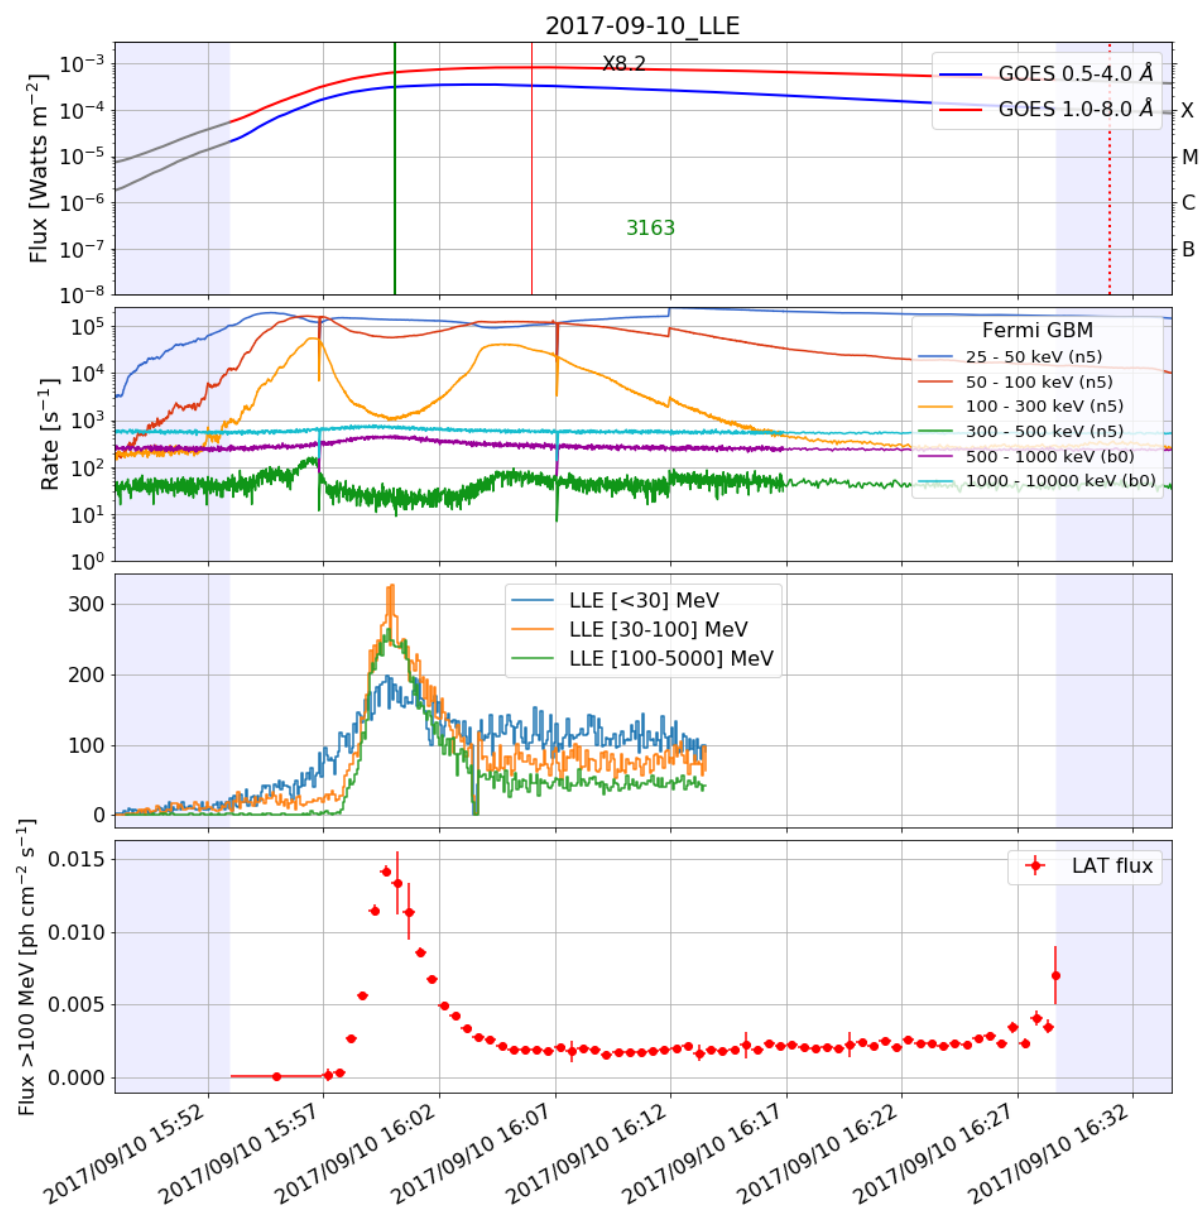 2017-09-10_LLE
Flux [Watts m⁻²]
10⁻³
10⁻⁴
10⁻⁵
10⁻⁶
10⁻⁷
10⁻⁸
X8.2
3163
GOES 0.5-4.0 Å
GOES 1.0-8.0 Å
X
M
C
B
Rate [s⁻¹]
10⁵
10⁴
10³
10²
10¹
10⁰
Fermi GBM
25 - 50 keV (n5)
50 - 100 keV (n5)
100 - 300 keV (n5)
300 - 500 keV (n5)
500 - 1000 keV (b0)
1000 - 10000 keV (b0)
300
200
100
0
LLE [<30] MeV
LLE [30-100] MeV
LLE [100-5000] MeV
Flux >100 MeV [ph cm⁻² s⁻¹]
0.015
0.010
0.005
0.000
LAT flux
2017/09/10 15:52
2017/09/10 15:57
2017/09/10 16:02
2017/09/10 16:07
2017/09/10 16:12
2017/09/10 16:17
2017/09/10 16:22
2017/09/10 16:27
2017/09/10 16:32